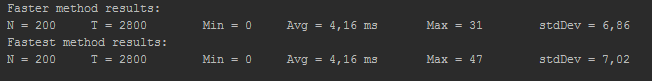 Faster method results:
N = 200 T = 2800 Min = 0 Avg = 4,16 ms Max = 31 stdDev = 6,86
Fastest method results:
N = 200 T = 2800 Min = 0 Avg = 4,16 ms Max = 47 stdDev = 7,02